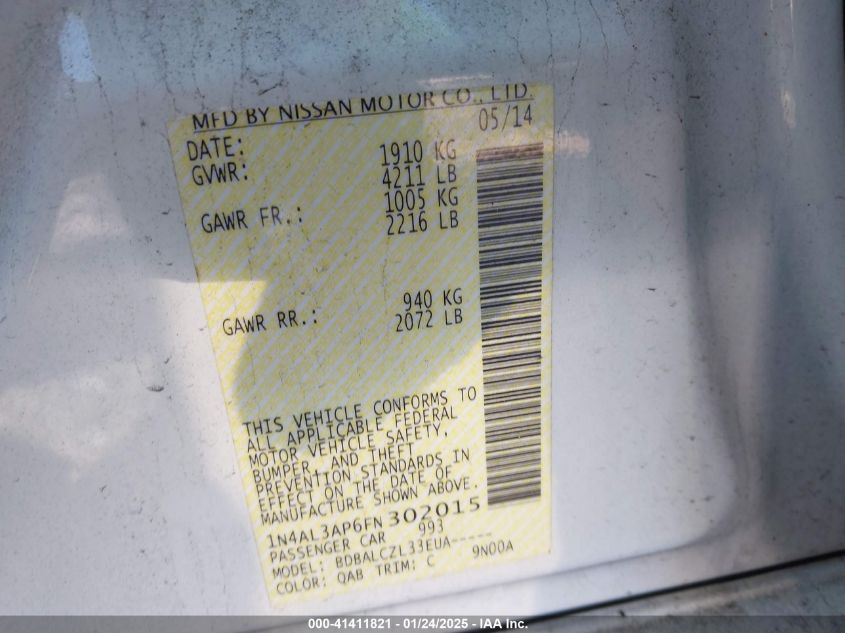 MFD BY NISSAN MOTOR CO., LTD.
DATE: 05/14
GVWR: 1910 KG
4211 LB
GAWR FR.: 1005 KG
2216 LB
GAWR RR.: 940 KG
2072 LB
THIS VEHICLE CONFORMS TO
ALL APPLICABLE FEDERAL
MOTOR VEHICLE SAFETY,
BUMPER, AND THEFT
PREVENTION STANDARDS IN
EFFECT ON THE DATE OF
MANUFACTURE SHOWN ABOVE.
1N4AL3AP6FN302015
PASSENGER CAR 993
MODEL: BDBALCZL33EUA-----
COLOR: QAB TRIM: C 9N00A
000-41411821 - 01/24/2025 - IAA Inc.